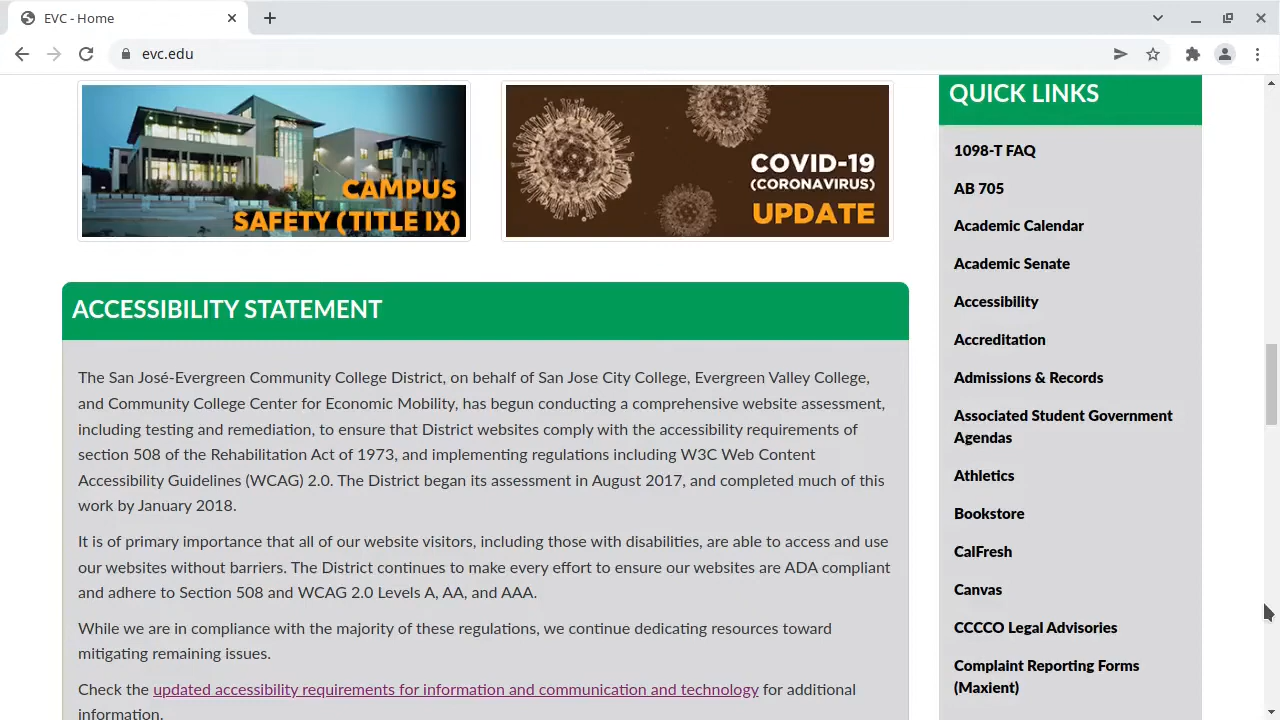 EVC - Home
evc.edu
CAMPUS
SAFETY (TITLE IX)
COVID-19
(CORONAVIRUS)
UPDATE
ACCESSIBILITY STATEMENT
The San José-Evergreen Community College District, on behalf of San Jose City College, Evergreen Valley College,
and Community College Center for Economic Mobility, has begun conducting a comprehensive website assessment,
including testing and remediation, to ensure that District websites comply with the accessibility requirements of
section 508 of the Rehabilitation Act of 1973, and implementing regulations including W3C Web Content
Accessibility Guidelines (WCAG) 2.0. The District began its assessment in August 2017, and completed much of this
work by January 2018.
It is of primary importance that all of our website visitors, including those with disabilities, are able to access and use
our websites without barriers. The District continues to make every effort to ensure our websites are ADA compliant
and adhere to Section 508 and WCAG 2.0 Levels A, AA, and AAA.
While we are in compliance with the majority of these regulations, we continue dedicating resources toward
mitigating remaining issues.
Check the updated accessibility requirements for information and communication and technology for additional
information.
QUICK LINKS
1098-T FAQ
AB 705
Academic Calendar
Academic Senate
Accessibility
Accreditation
Admissions & Records
Associated Student Government
Agendas
Athletics
Bookstore
CalFresh
Canvas
CCCCO Legal Advisories
Complaint Reporting Forms
(Maxient)